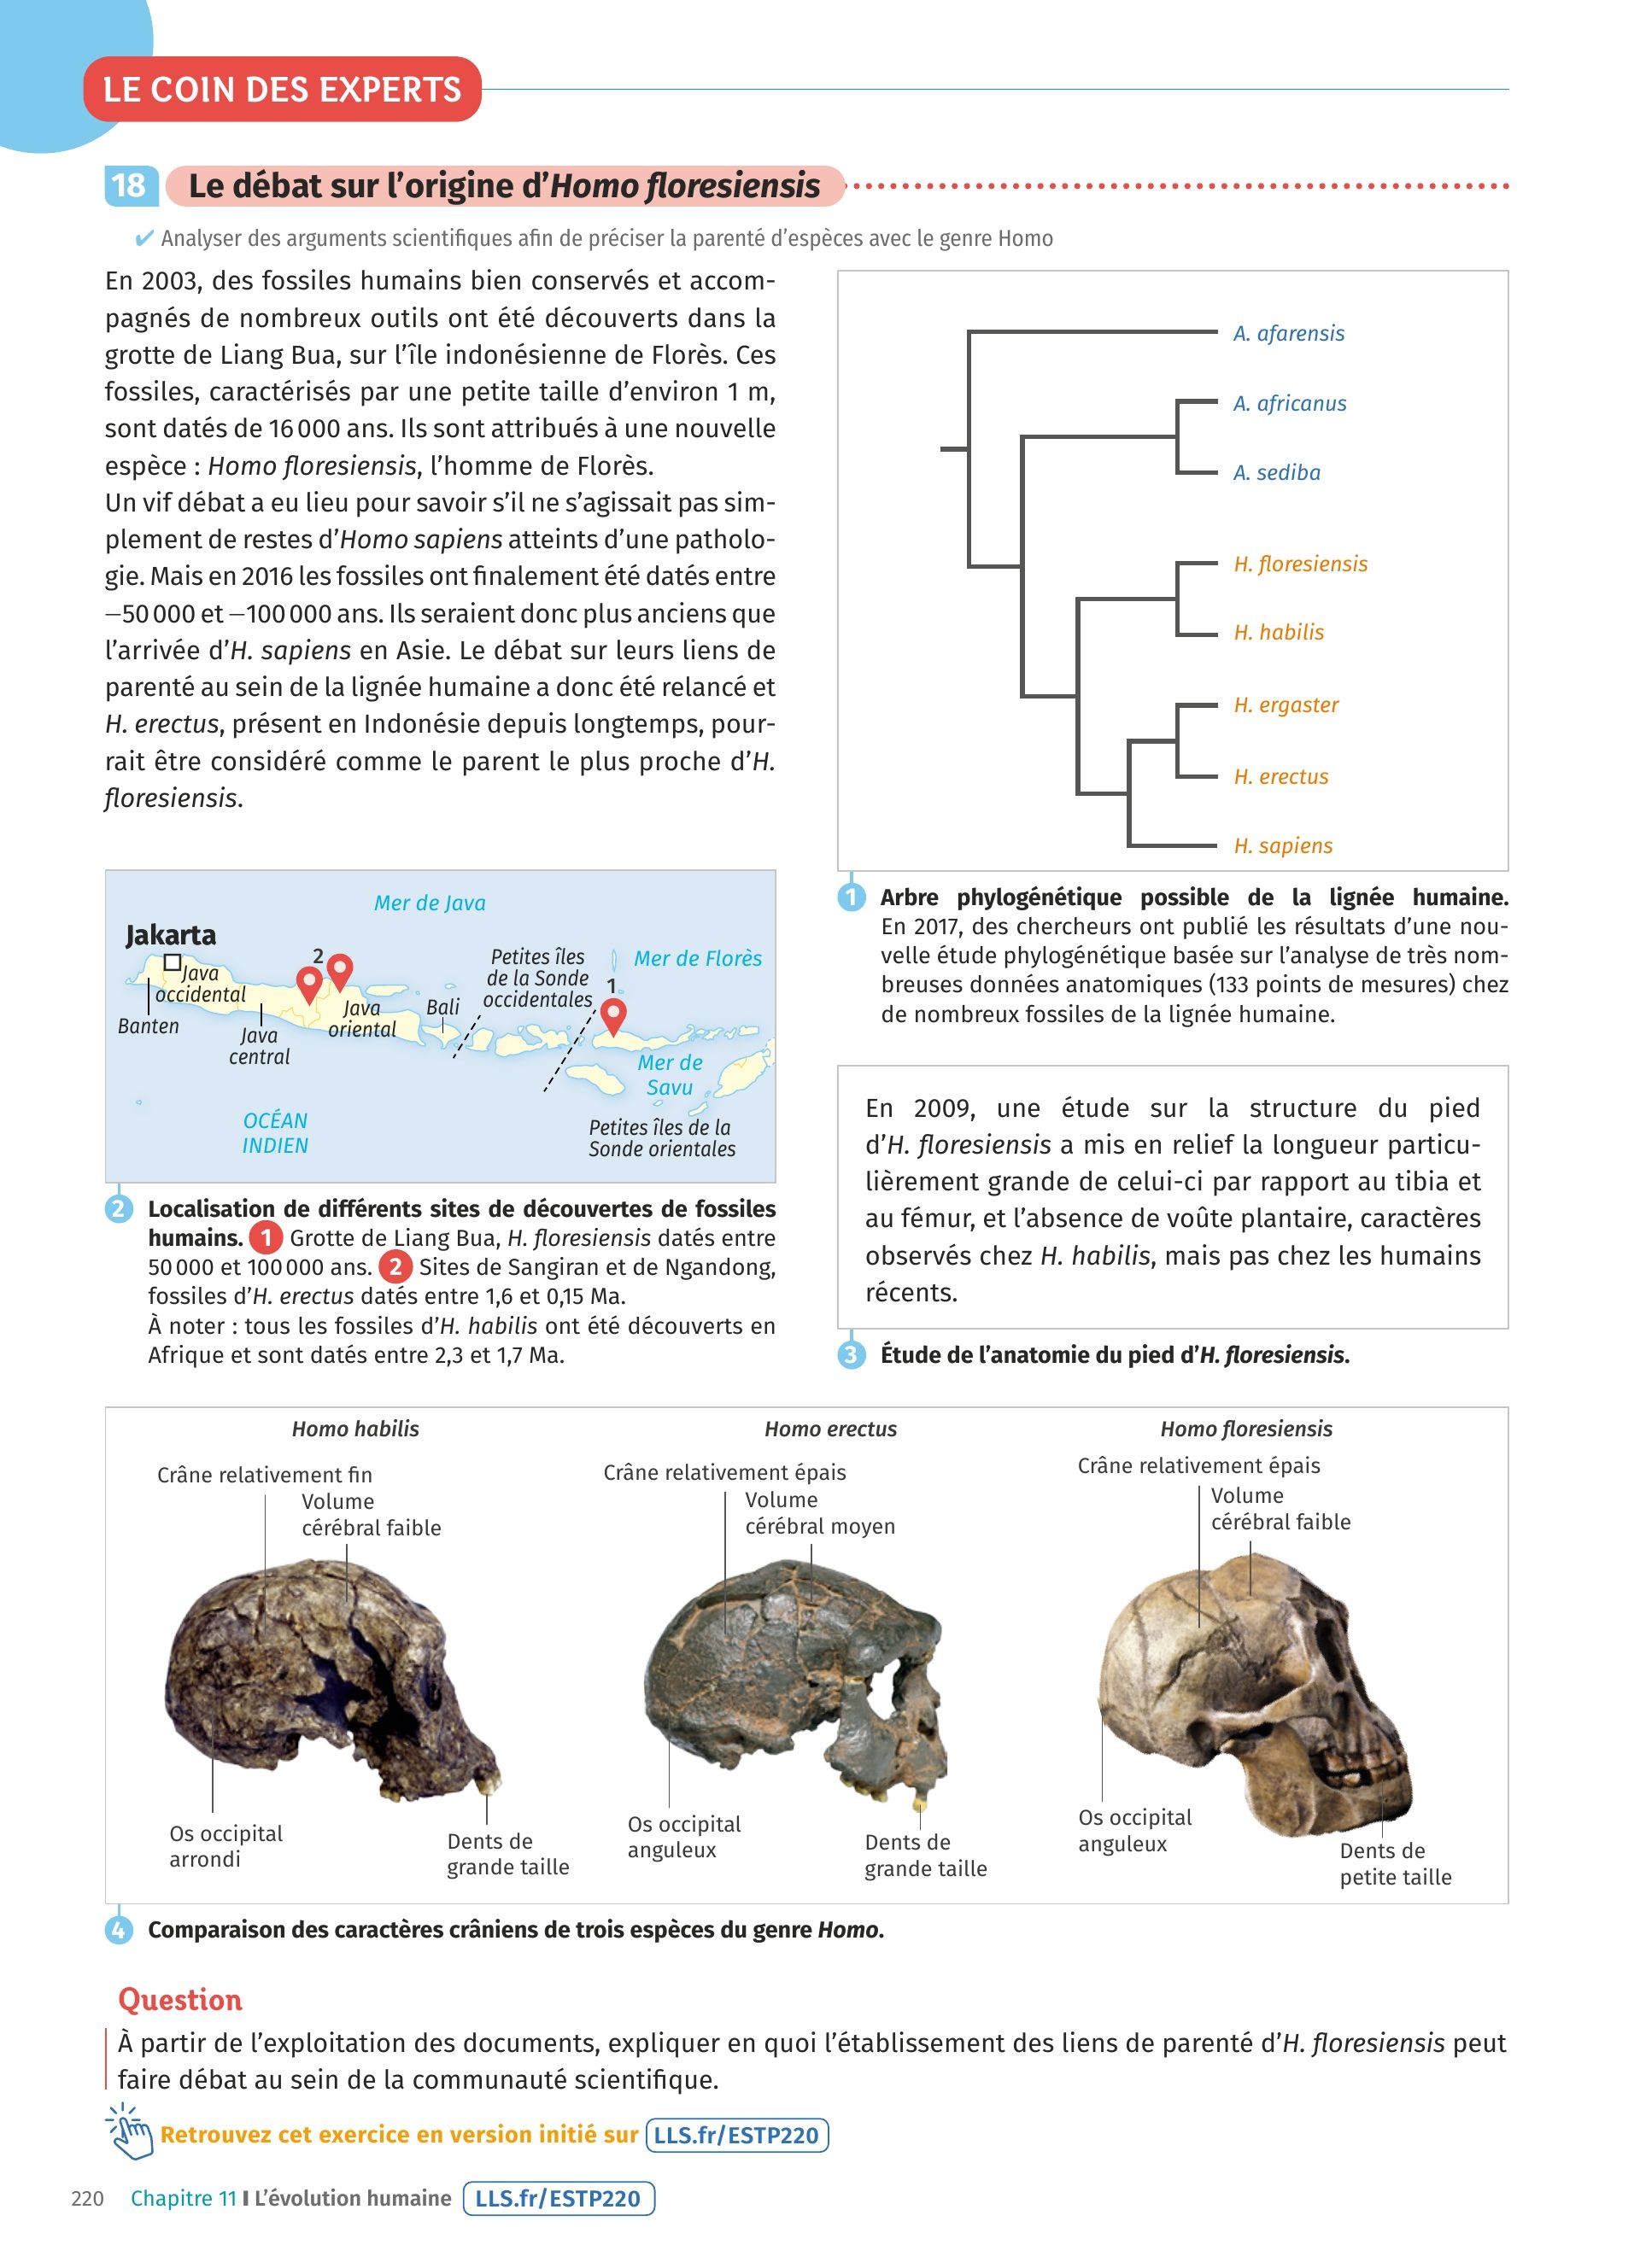 LE COIN DES EXPERTS
18 Le débat sur l’origine d’Homo floresiensis
✔ Analyser des arguments scientifiques afin de préciser la parenté d’espèces avec le genre Homo
En 2003, des fossiles humains bien conservés et accom-
pagnés de nombreux outils ont été découverts dans la
grotte de Liang Bua, sur l’île indonésienne de Florès. Ces
fossiles, caractérisés par une petite taille d’environ 1 m,
sont datés de 16 000 ans. Ils sont attribués à une nouvelle
espèce : Homo floresiensis, l’homme de Florès.
Un vif débat a eu lieu pour savoir s’il ne s’agissait pas sim-
plement de restes d’Homo sapiens atteints d’une patholo-
gie. Mais en 2016 les fossiles ont finalement été datés entre
−50 000 et −100 000 ans. Ils seraient donc plus anciens que
l’arrivée d’H. sapiens en Asie. Le débat sur leurs liens de
parenté au sein de la lignée humaine a donc été relancé et
H. erectus, présent en Indonésie depuis longtemps, pour-
rait être considéré comme le parent le plus proche d’H.
floresiensis.
A. afarensis
A. africanus
A. sediba
H. floresiensis
H. habilis
H. ergaster
H. erectus
H. sapiens
1 Arbre phylogénétique possible de la lignée humaine.
En 2017, des chercheurs ont publié les résultats d’une nou-
velle étude phylogénétique basée sur l’analyse de très nom-
breuses données anatomiques (133 points de mesures) chez
de nombreux fossiles de la lignée humaine.
Mer de Java
Jakarta
Java
occidental
Banten
Java
central
2
Java
oriental
Bali
Petites îles
de la Sonde
occidentales
Mer de Florès
1
Mer de
Savu
OCÉAN
INDIEN
Petites îles de la
Sonde orientales
2 Localisation de différents sites de découvertes de fossiles
humains. 1 Grotte de Liang Bua, H. floresiensis datés entre
50 000 et 100 000 ans. 2 Sites de Sangiran et de Ngandong,
fossiles d’H. erectus datés entre 1,6 et 0,15 Ma.
À noter : tous les fossiles d’H. habilis ont été découverts en
Afrique et sont datés entre 2,3 et 1,7 Ma.
En 2009, une étude sur la structure du pied
d’H. floresiensis a mis en relief la longueur particu-
lièrement grande de celui-ci par rapport au tibia et
au fémur, et l’absence de voûte plantaire, caractères
observés chez H. habilis, mais pas chez les humains
récents.
3 Étude de l’anatomie du pied d’H. floresiensis.
Homo habilis
Crâne relativement fin
Volume
cérébral faible
Os occipital
arrondi
Dents de
grande taille
Homo erectus
Crâne relativement épais
Volume
cérébral moyen
Os occipital
anguleux
Dents de
grande taille
Homo floresiensis
Crâne relativement épais
Volume
cérébral faible
Os occipital
anguleux
Dents de
petite taille
4 Comparaison des caractères crâniens de trois espèces du genre Homo.
Question
À partir de l’exploitation des documents, expliquer en quoi l’établissement des liens de parenté d’H. floresiensis peut
faire débat au sein de la communauté scientifique.
Retrouvez cet exercice en version initié sur LLS.fr/ESTP220
220 Chapitre 11 I L’évolution humaine LLS.fr/ESTP220